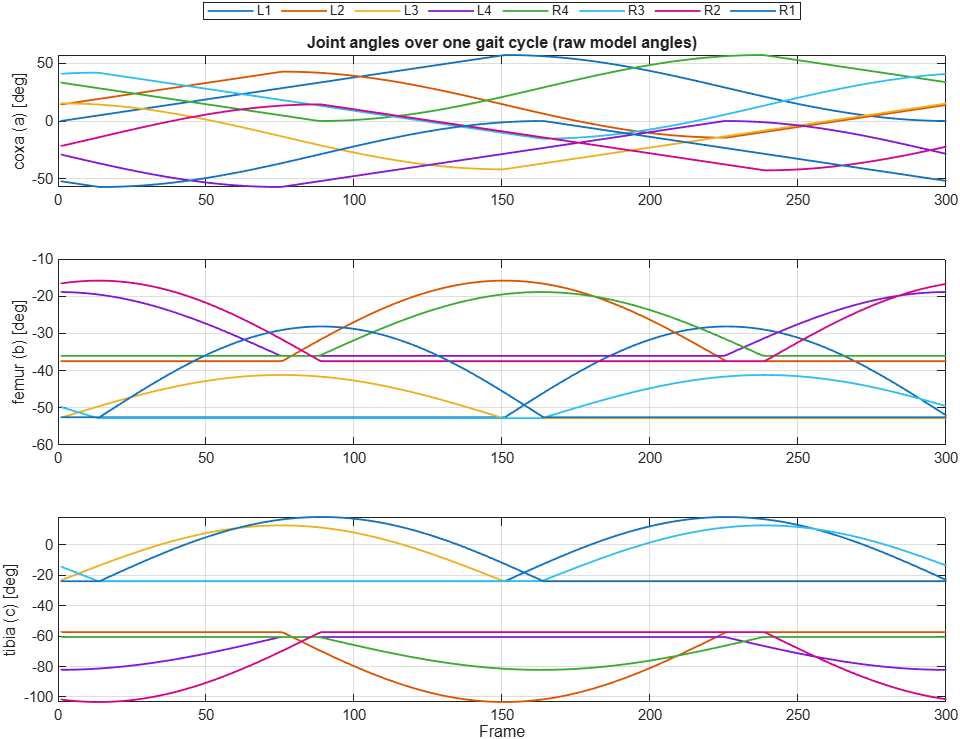 L1 L2 L3 L4 R4 R3 R2 R1
Joint angles over one gait cycle (raw model angles)
coxa (a) [deg]
50
0
-50
0 50 100 150 200 250 300
femur (b) [deg]
-10
-20
-30
-40
-50
-60
0 50 100 150 200 250 300
tibia (c) [deg]
0
-20
-40
-60
-80
-100
0 50 100 150 200 250 300
Frame